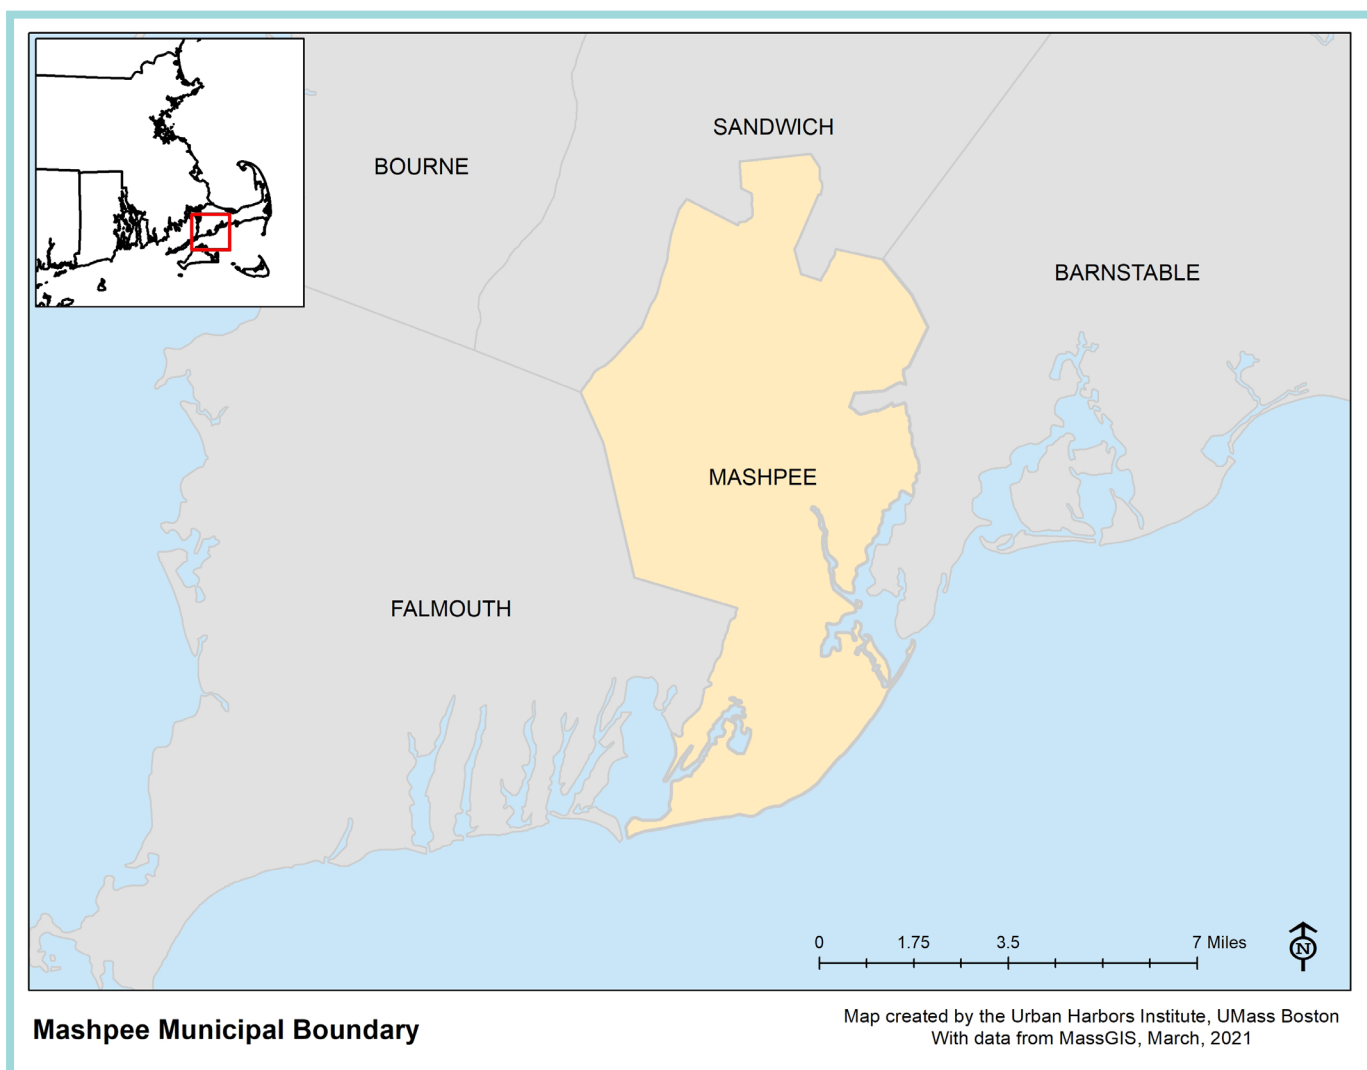 SANDWICH
BOURNE
BARNSTABLE
MASHPEE
FALMOUTH
0 1.75 3.5 7 Miles
N
Mashpee Municipal Boundary
Map created by the Urban Harbors Institute, UMass Boston
With data from MassGIS, March, 2021